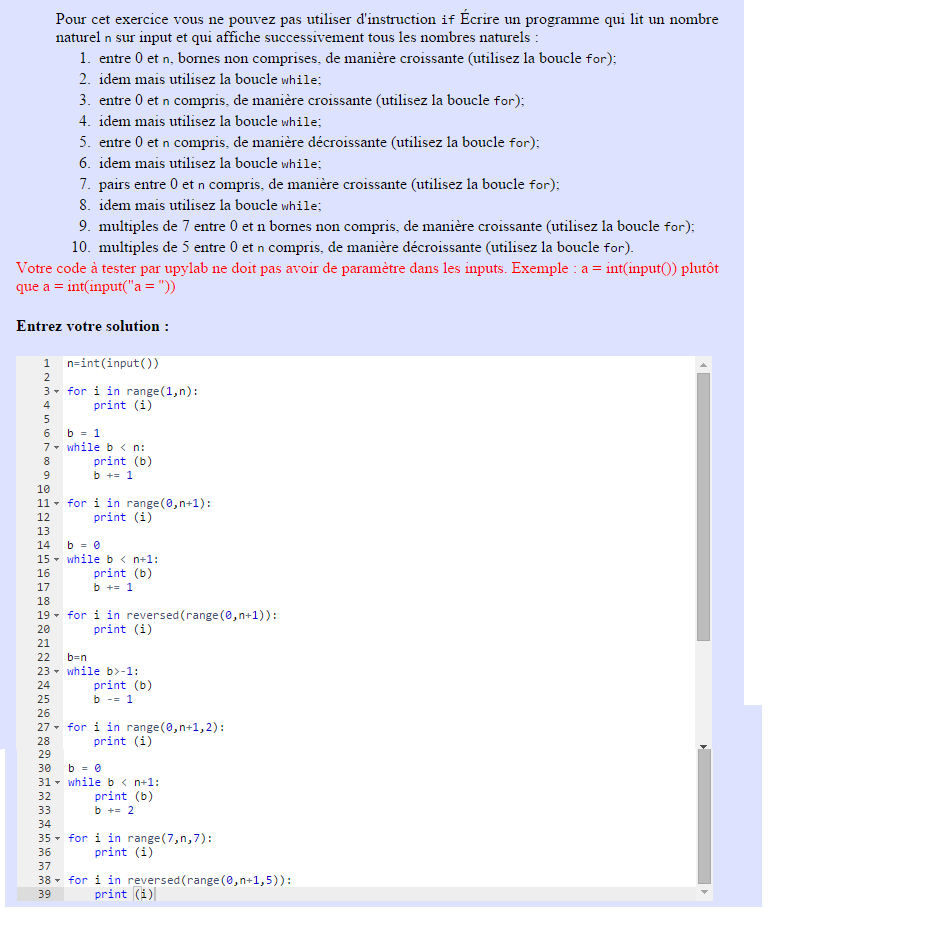 Pour cet exercice vous ne pouvez pas utiliser d'instruction if Écrire un programme qui lit un nombre
naturel n sur input et qui affiche successivement tous les nombres naturels :
1. entre 0 et n, bornes non comprises, de manière croissante (utilisez la boucle for);
2. idem mais utilisez la boucle while;
3. entre 0 et n compris, de manière croissante (utilisez la boucle for);
4. idem mais utilisez la boucle while;
5. entre 0 et n compris, de manière décroissante (utilisez la boucle for);
6. idem mais utilisez la boucle while;
7. pairs entre 0 et n compris, de manière croissante (utilisez la boucle for);
8. idem mais utilisez la boucle while;
9. multiples de 7 entre 0 et n bornes non compris, de manière croissante (utilisez la boucle for);
10. multiples de 5 entre 0 et n compris, de manière décroissante (utilisez la boucle for).
Votre code à tester par upylab ne doit pas avoir de paramètre dans les inputs. Exemple : a = int(input()) plutôt
que a = int(input("a = "))
Entrez votre solution :
1 n=int(input())
2
3 for i in range(1,n):
4 print (i)
5
6 b = 1
7 while b < n:
8 print (b)
9 b += 1
10
11 for i in range(0,n+1):
12 print (i)
13
14 b = 0
15 while b < n+1:
16 print (b)
17 b += 1
18
19 for i in reversed(range(0,n+1)):
20 print (i)
21
22 b=n
23 while b>-1:
24 print (b)
25 b -= 1
26
27 for i in range(0,n+1,2):
28 print (i)
29
30 b = 0
31 while b < n+1:
32 print (b)
33 b += 2
34
35 for i in range(7,n,7):
36 print (i)
37
38 for i in reversed(range(0,n+1,5)):
39 print (i)